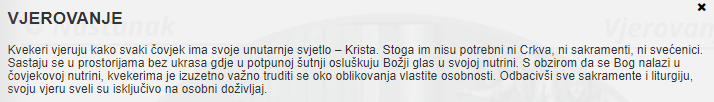 VJEROVANJE
Kvekeri vjeruju kako svaki čovjek ima svoje unutarnje svjetlo – Krista. Stoga im nisu potrebni ni Crkva, ni sakramenti, ni svećenici.
Sastaju se u prostorijama bez ukrasa gdje u potpunoj šutnji osluškuju Božji glas u svojoj nutrini. S obzirom da se Bog nalazi u
čovjekovoj nutrini, kvekerima je izuzetno važno truditi se oko oblikovanja vlastite osobnosti. Odbacivši sve sakramente i liturgiju,
svoju vjeru sveli su isključivo na osobni doživljaj.